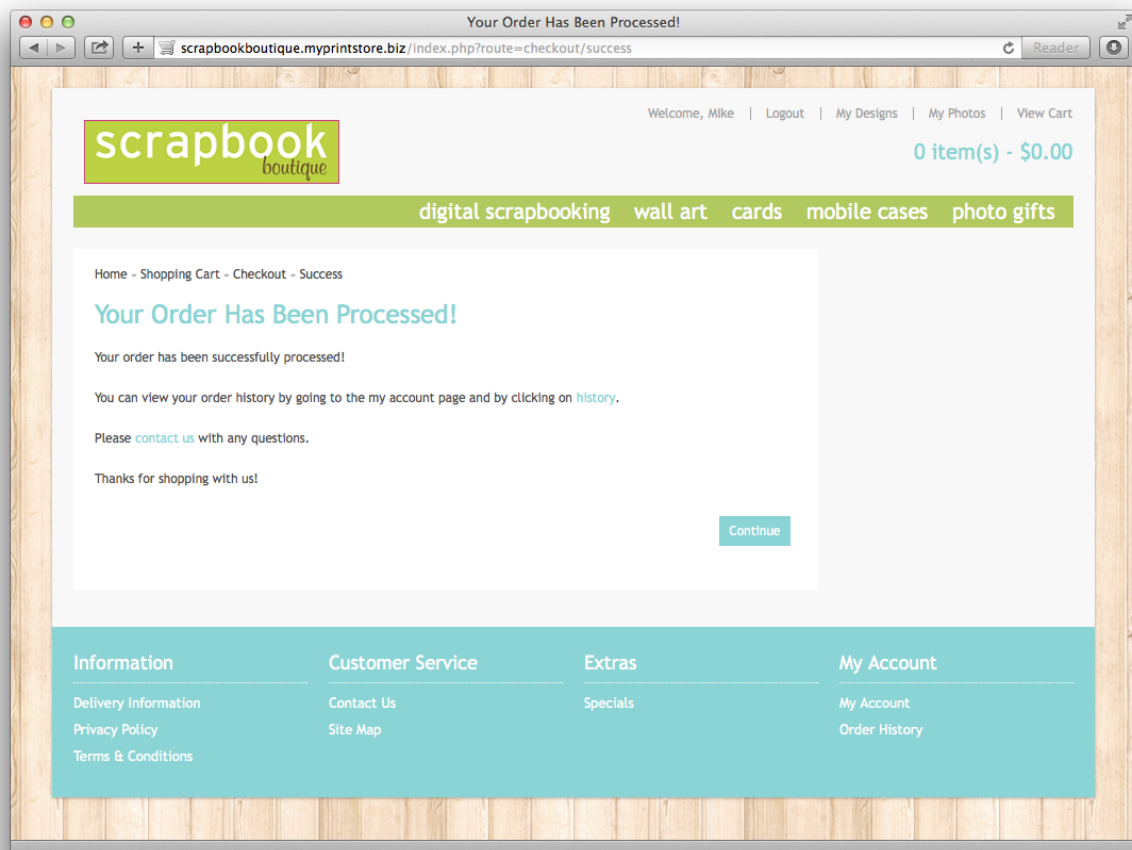 Your Order Has Been Processed!
scrapbookboutique.myprintstore.biz/index.php?route=checkout/success
Reader
Welcome, Mike | Logout | My Designs | My Photos | View Cart
scrapbook
boutique
0 item(s) - $0.00
digital scrapbooking wall art cards mobile cases photo gifts
Home » Shopping Cart » Checkout » Success
Your Order Has Been Processed!
Your order has been successfully processed!
You can view your order history by going to the my account page and by clicking on history.
Please contact us with any questions.
Thanks for shopping with us!
Continue
Information Customer Service Extras My Account
Delivery Information Contact Us Specials My Account
Privacy Policy Site Map Order History
Terms & Conditions